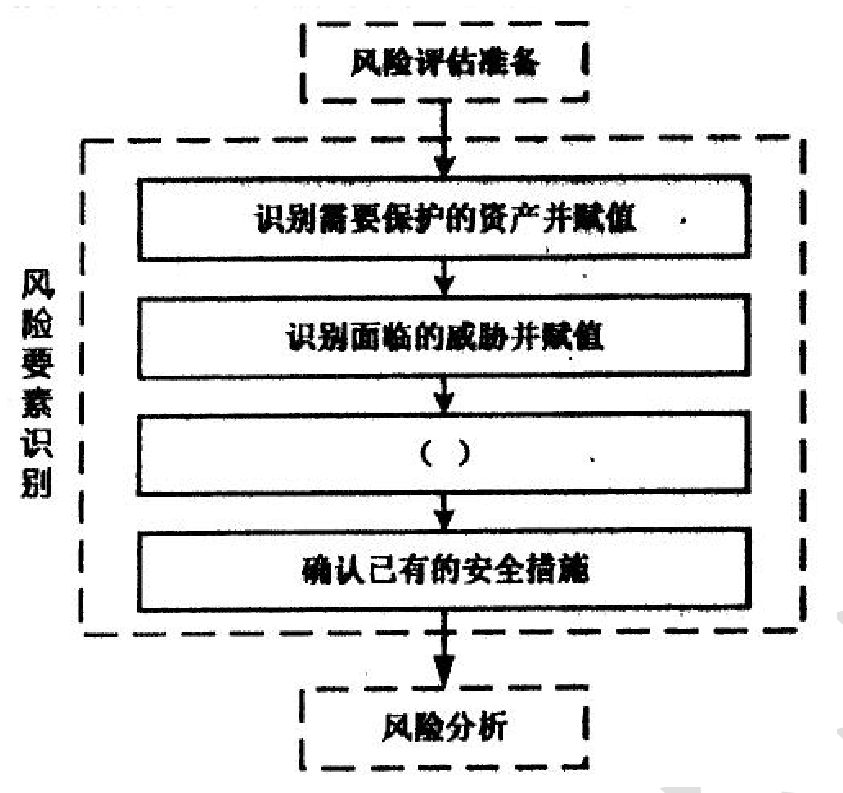 风险评估准备
风险要素识别
识别需要保护的资产并赋值
识别面临的威胁并赋值
（ ）
确认已有的安全措施
风险分析